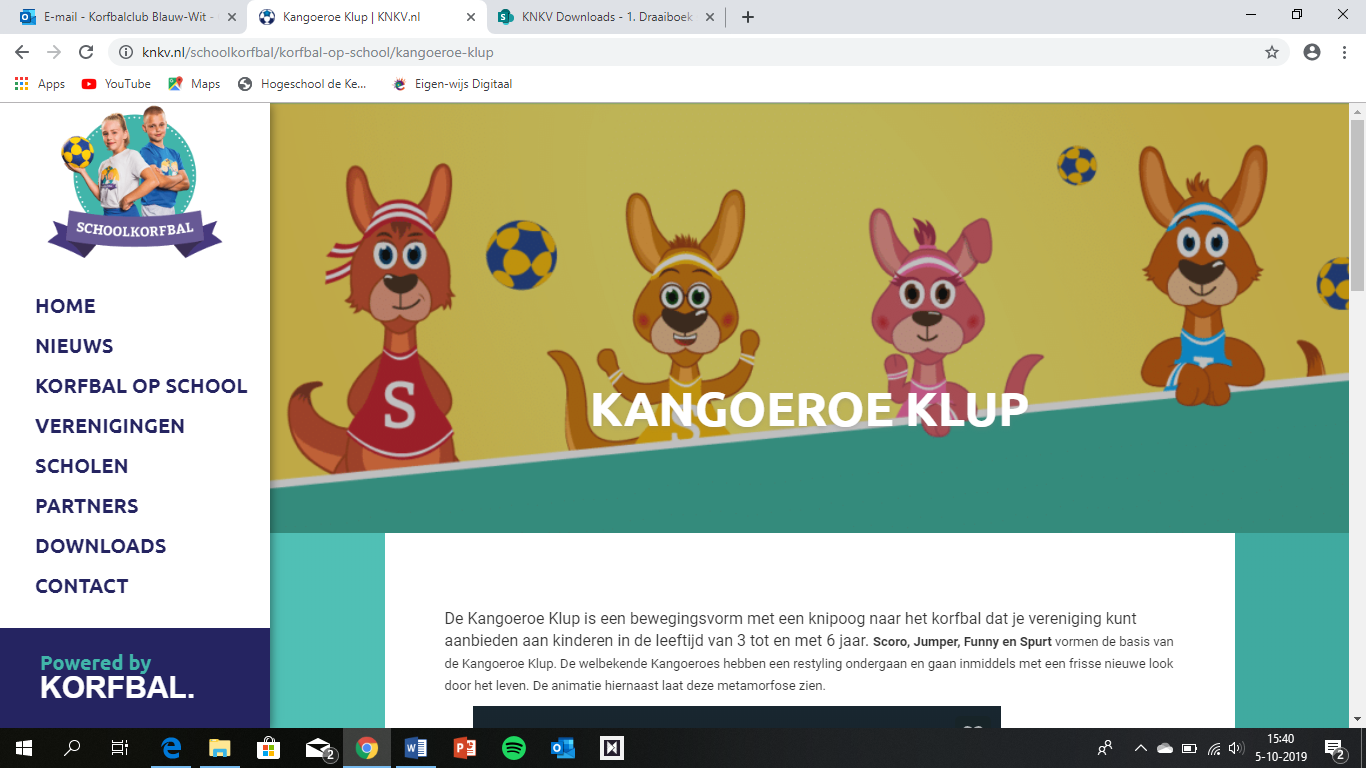 E-mail - Korfbalclub Blauw-Wit -
Kangoeroe Klup | KNKV.nl
KNKV Downloads - 1. Draaiboek
knkv.nl/schoolkorfbal/korfbal-op-school/kangoeroe-klup
Apps
YouTube
Maps
Hogeschool de Ke...
Eigen-wijs Digitaal
SCHOOLKORFBAL
HOME
NIEUWS
KORFBAL OP SCHOOL
VERENIGINGEN
SCHOLEN
PARTNERS
DOWNLOADS
CONTACT
Powered by
KORFBAL.
S
KANGOEROE KLUP
De Kangoeroe Klup is een bewegingsvorm met een knipoog naar het korfbal dat je vereniging kunt
aanbieden aan kinderen in de leeftijd van 3 tot en met 6 jaar. Scoro, Jumper, Funny en Spurt vormen de basis van
de Kangoeroe Klup. De welbekende Kangoeroes hebben een restyling ondergaan en gaan inmiddels met een frisse nieuwe look
door het leven. De animatie hiernaast laat deze metamorfose zien.
2
15:40
5-10-2019
2